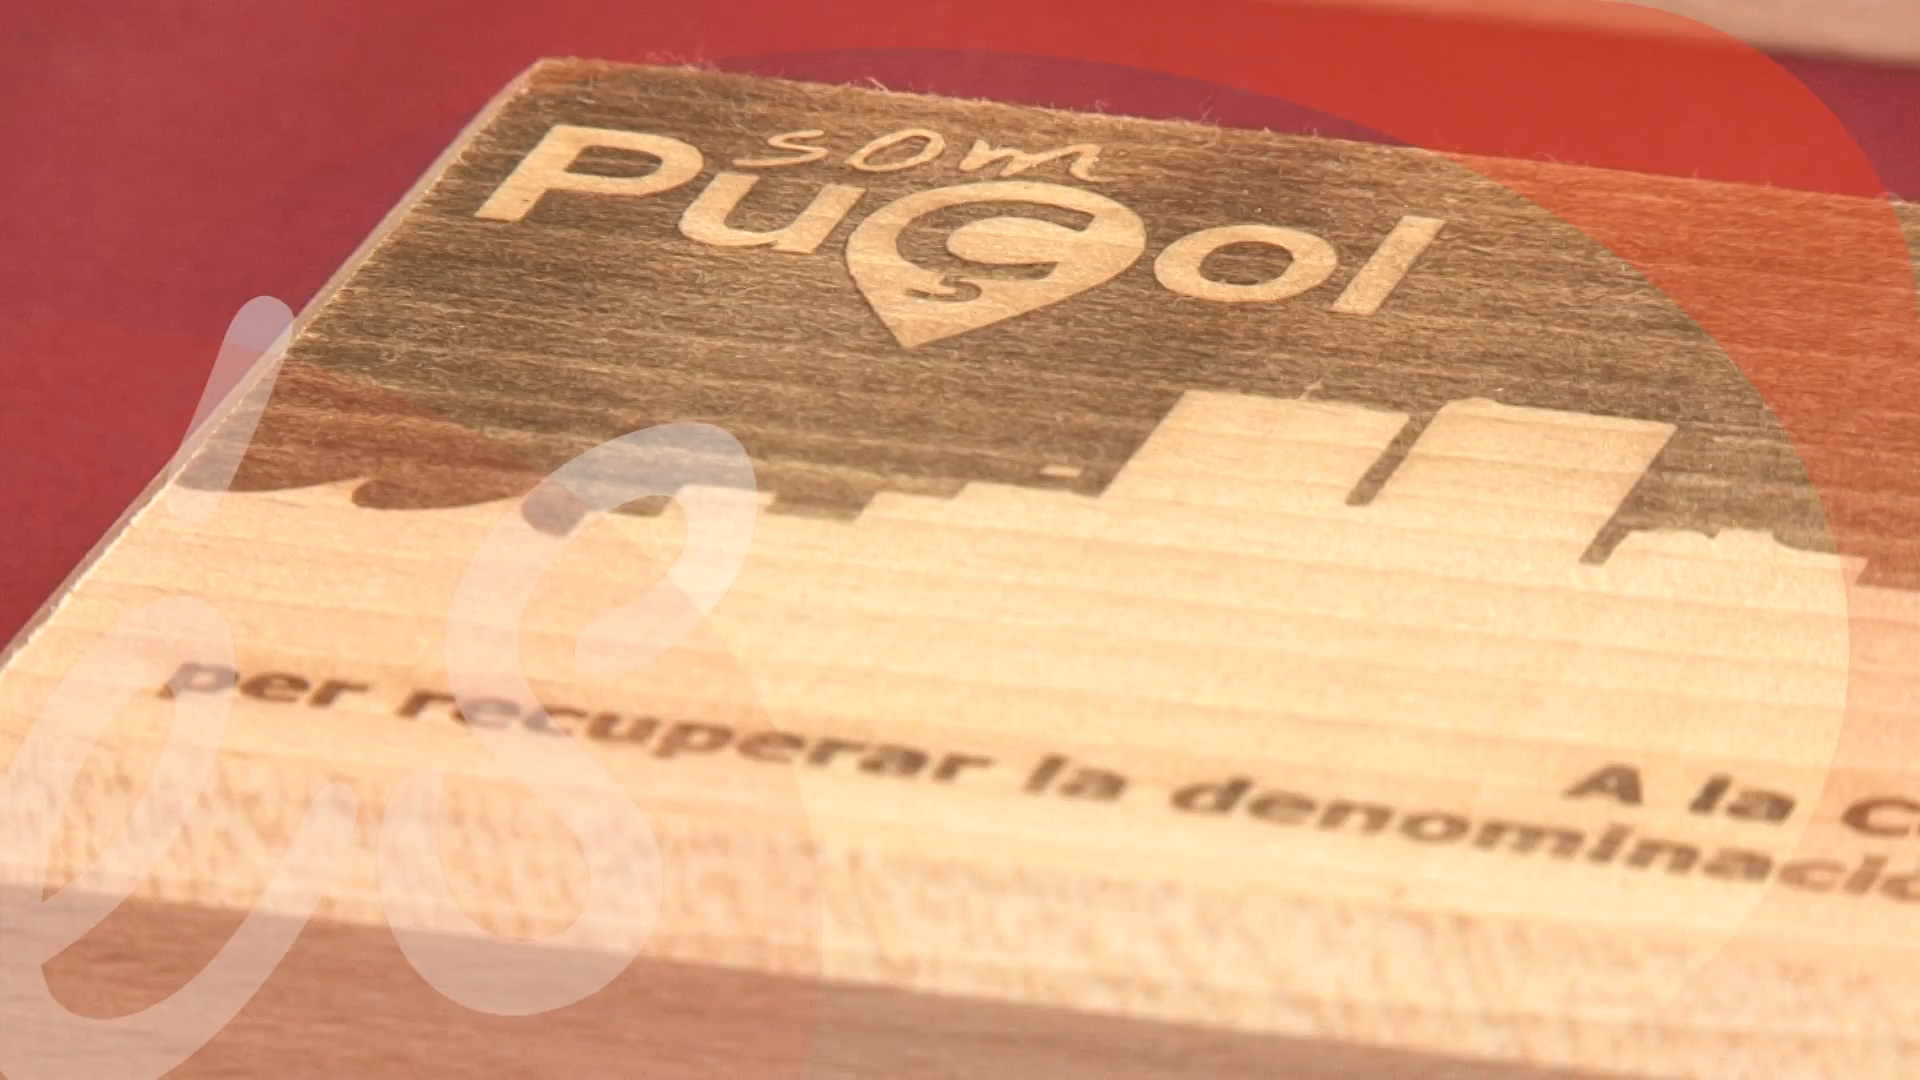 som
Puçol
A la
per recuperar la denominació